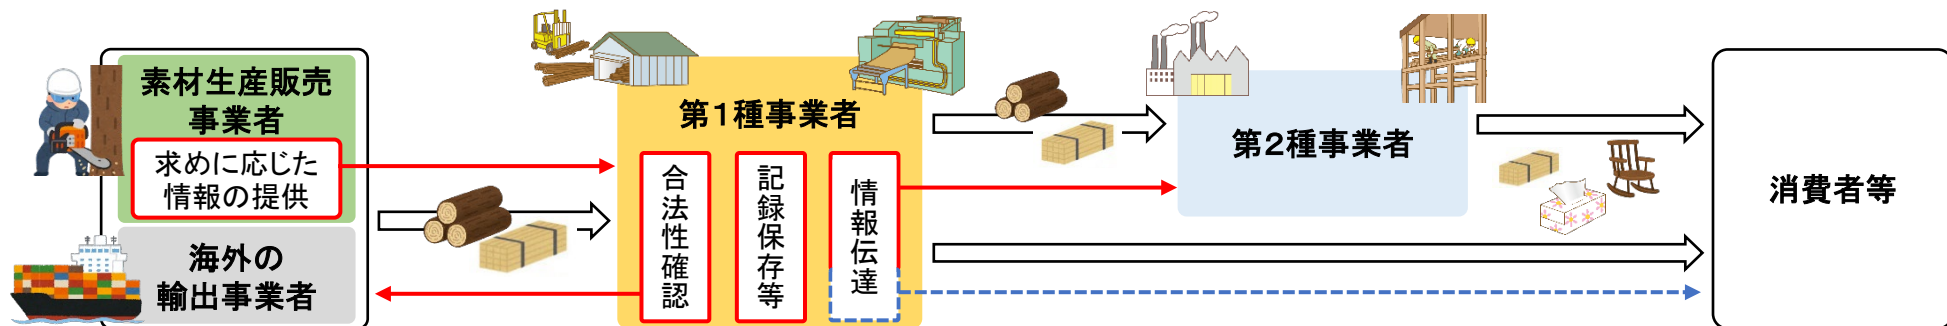 素材生産販売
事業者
求めに応じた
情報の提供
海外の
輸出事業者
第1種事業者
合法性確認
記録保存等
情報伝達
第2種事業者
消費者等